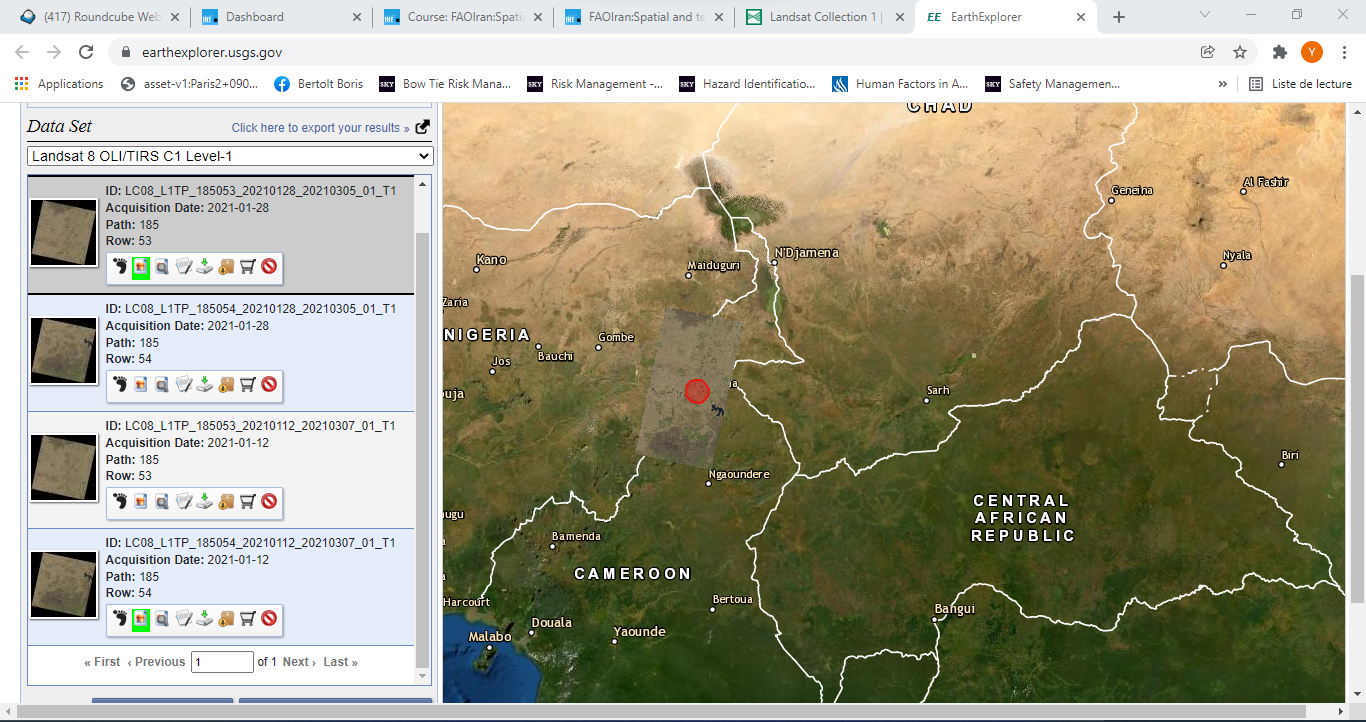 (417) Roundcube Web
Dashboard
Course: FAOIran:Spati
FAOIran:Spatial and te
Landsat Collection 1 |
EE EarthExplorer
earthexplorer.usgs.gov
Y
Applications
asset-v1:Paris2+090...
Bertolt Boris
SKY Bow Tie Risk Mana...
SKY Risk Management -...
SKY Hazard Identificatio...
Human Factors in A...
SKY Safety Managemen...
»
Liste de lecture
Data Set
Click here to export your results »
Landsat 8 OLI/TIRS C1 Level-1
ID: LC08_L1TP_185053_20210128_20210305_01_T1
Acquisition Date: 2021-01-28
Path: 185
Row: 53
ID: LC08_L1TP_185054_20210128_20210305_01_T1
Acquisition Date: 2021-01-28
Path: 185
Row: 54
ID: LC08_L1TP_185053_20210112_20210307_01_T1
Acquisition Date: 2021-01-12
Path: 185
Row: 53
ID: LC08_L1TP_185054_20210112_20210307_01_T1
Acquisition Date: 2021-01-12
Path: 185
Row: 54
« First ‹ Previous 1 of 1 Next › Last »
CHAD
Geneina
Al Fashir
Kano
N'Djamena
Maiduguri
Nyala
Zaria
NIGERIA
Gombe
Bauchi
Jos
uja
a
Sarh
Biri
Ngaoundere
CENTRAL
AFRICAN
REPUBLIC
ugu
Bamenda
CAMEROON
Harcourt
Bertoua
Bangui
Douala
Malabo
Yaounde